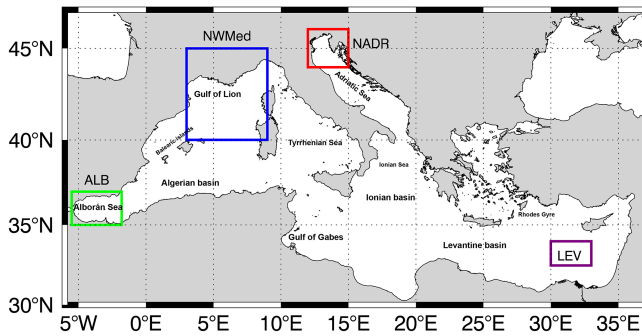 NWMed
NADR
45°N
Gulf of Lion
Adriatic Sea
40°N
Balearic-islands
Tyrrhenian Sea
Ionian Sea
ALB
Algerian basin
Ionian basin
Alborán Sea
Rhodes Gyre
35°N
Gulf of Gabes
Levantine basin
LEV
30°N
5°W 0°E 5°E 10°E 15°E 20°E 25°E 30°E 35°E